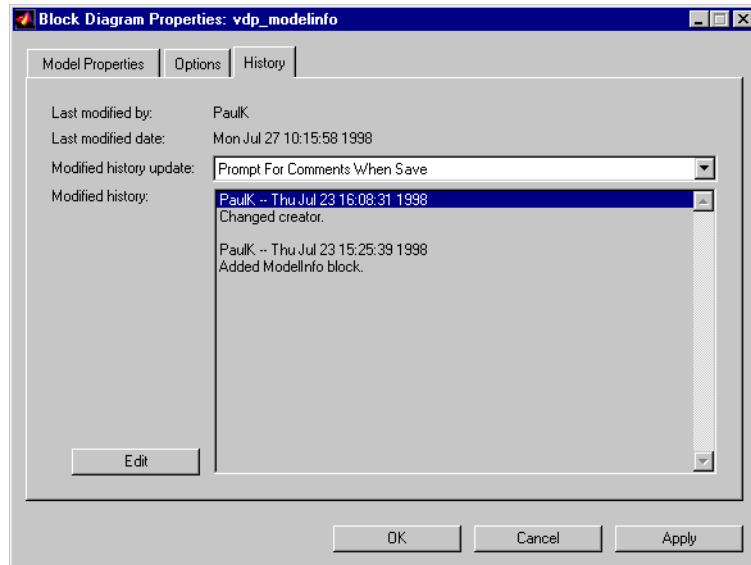 Block Diagram Properties: vdp_modelinfo
Model Properties Options History
Last modified by: PaulK
Last modified date: Mon Jul 27 10:15:58 1998
Modified history update: Prompt For Comments When Save
Modified history: PaulK -- Thu Jul 23 16:08:31 1998
Changed creator.
PaulK -- Thu Jul 23 15:25:39 1998
Added ModelInfo block.
Edit
OK Cancel Apply